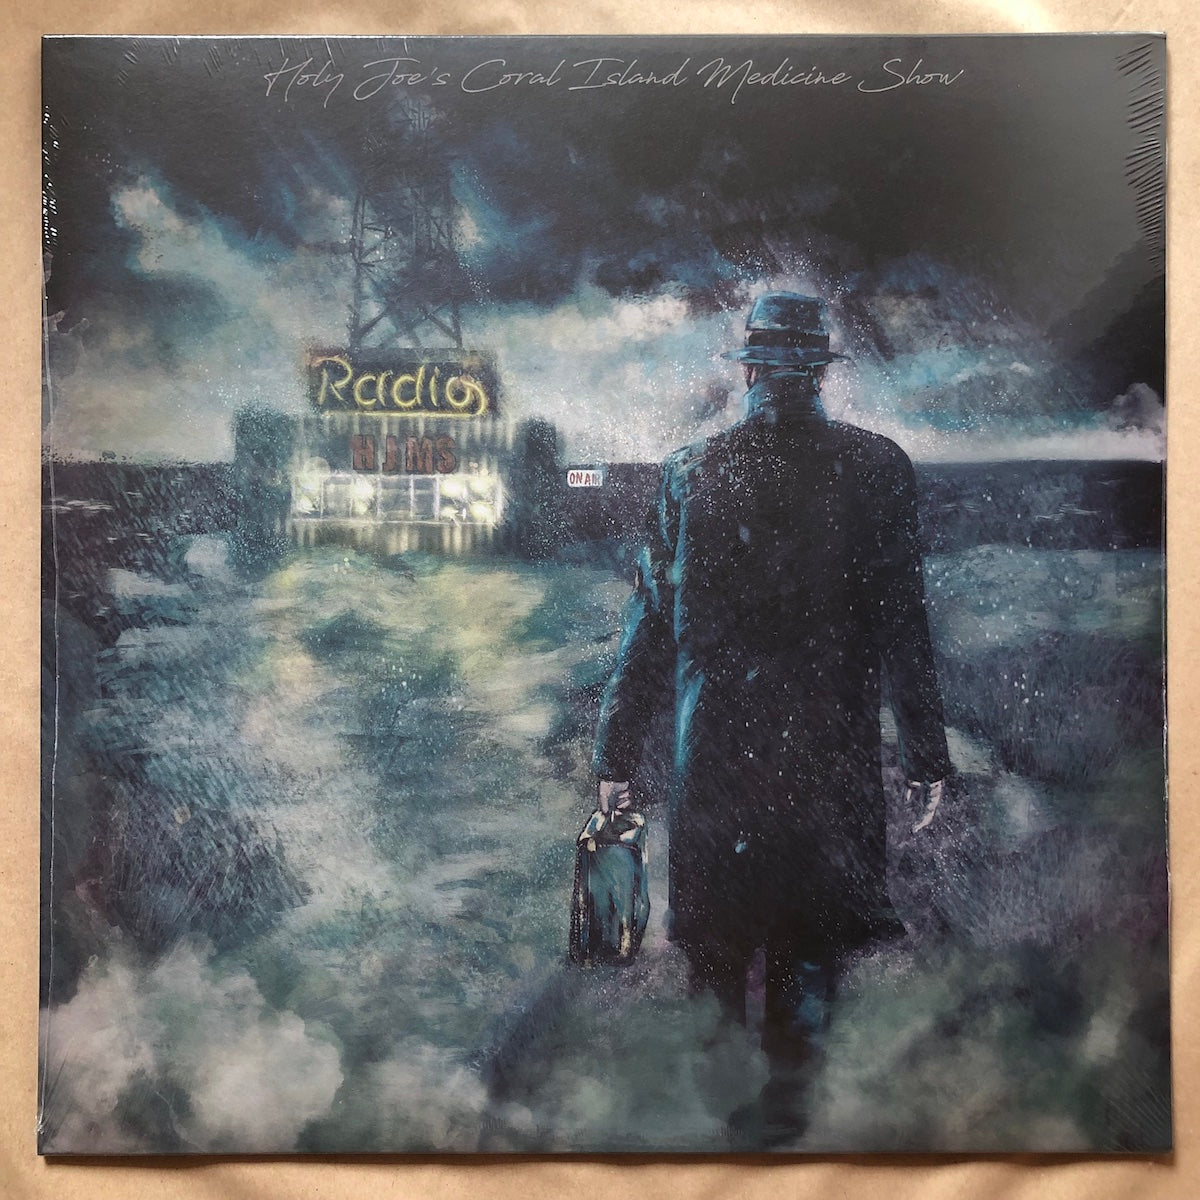 Holy Joe's Coral Island Medicine Show
Radio
HJMS
ON AIR